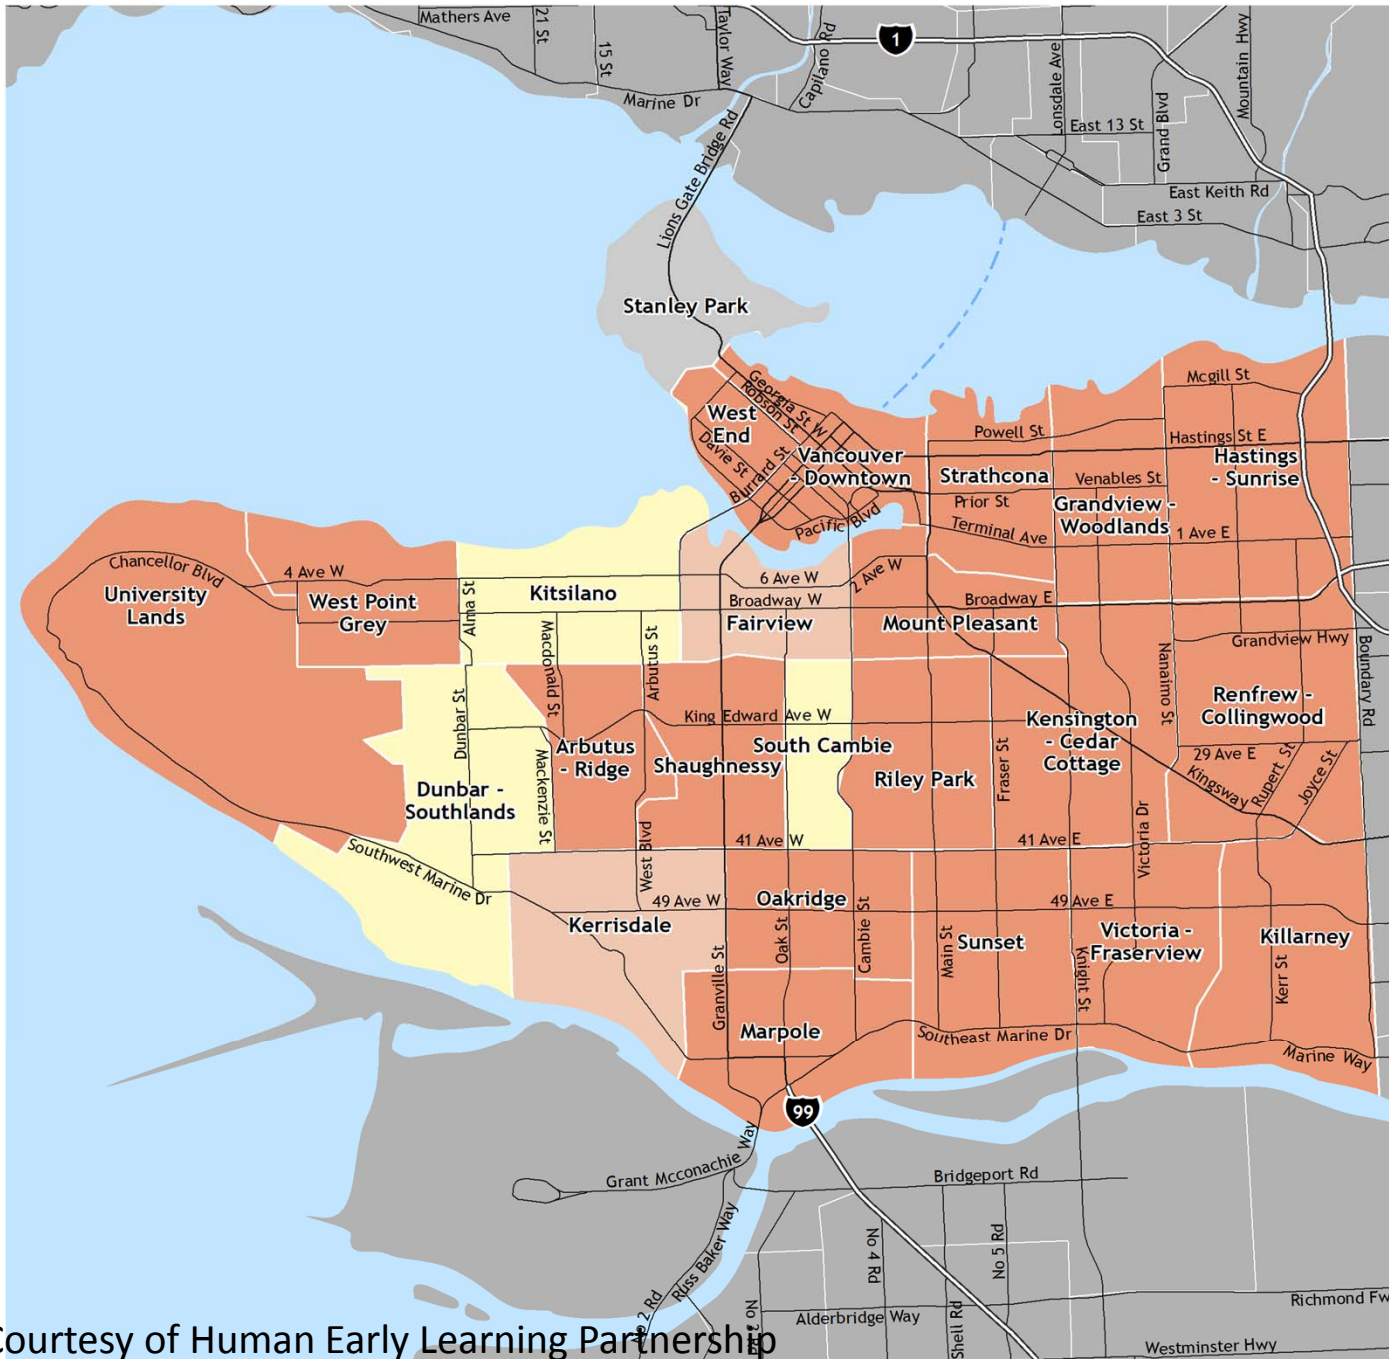 Mathers Ave
21 St
15 St
Taylor Way
Capilano Rd
1
Lonsdale Ave
Mountain Hwy
Marine Dr
Grand Blvd
East 13 St
East Keith Rd
East 3 St
Lions Gate Bridge Rd
Stanley Park
Georgia St W
Robson St
West
End
Davie St
Burrard St
Vancouver
- Downtown
Pacific Blvd
Mcgill St
Powell St
Hastings St E
Hastings
- Sunrise
Strathcona
Venables St
Prior St
Grandview -
Woodlands
Terminal Ave
1 Ave E
Chancellor Blvd
4 Ave W
University
Lands
West Point
Grey
Alma St
Kitsilano
6 Ave W
2 Ave W
Broadway W
Broadway E
Fairview
Mount Pleasant
Macdonald St
Arbutus St
Grandview Hwy
Boundary Rd
Nanaimo St
Dunbar St
King Edward Ave W
Renfrew -
Collingwood
Kensington
- Cedar
Cottage
Arbutus
- Ridge
South Cambie
Shaughnessy
Riley Park
Fraser St
29 Ave E
Kingsway
Rupert St
Joyce St
Mackenzie St
Dunbar -
Southlands
Victoria Dr
41 Ave W
41 Ave E
West Blvd
Southwest Marine Dr
49 Ave W
Oakridge
49 Ave E
Kerrisdale
Oak St
Cambie St
Main St
Sunset
Victoria -
Fraserview
Killarney
Knight St
Kerr St
Granville St
Marpole
Southeast Marine Dr
Marine Way
99
Grant Mcconachie Way
Bridgeport Rd
Russ Baker Way
No 4 Rd
No 5 Rd
No 2 Rd
No 3 Rd
Shell Rd
Alderbridge Way
Richmond Fw
Westminster Hwy
Courtesy of Human Early Learning Partnership